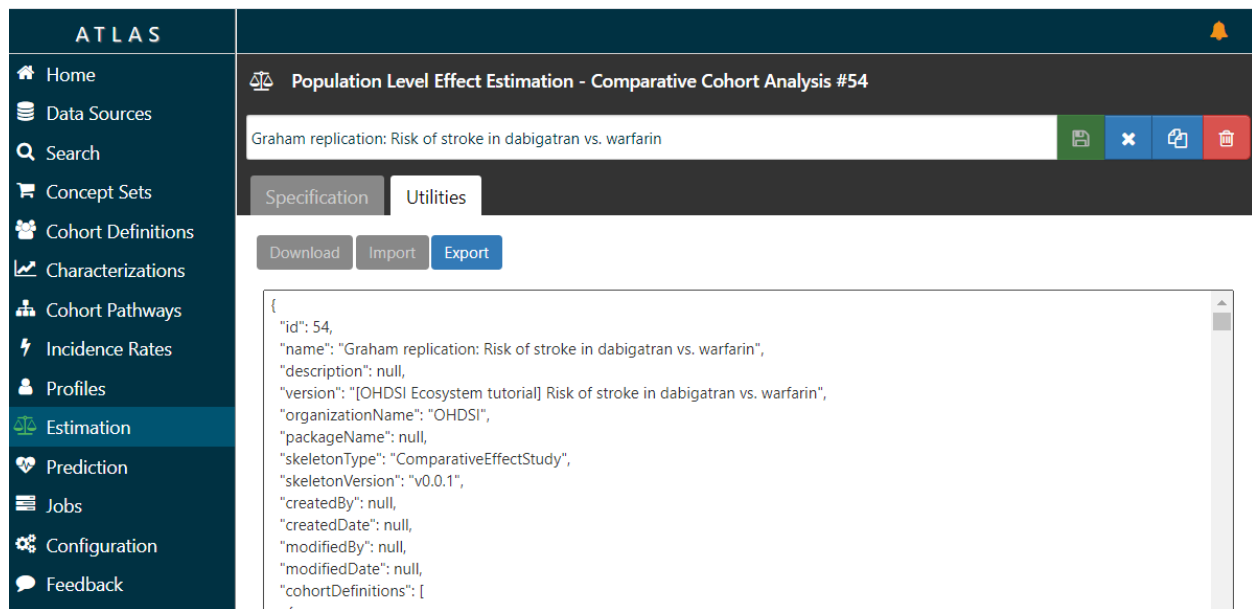 ATLAS
Home
Data Sources
Search
Concept Sets
Cohort Definitions
Characterizations
Cohort Pathways
Incidence Rates
Profiles
Estimation
Prediction
Jobs
Configuration
Feedback
Population Level Effect Estimation - Comparative Cohort Analysis #54
Graham replication: Risk of stroke in dabigatran vs. warfarin
Specification Utilities
Download Import Export
{
"id": 54,
"name": "Graham replication: Risk of stroke in dabigatran vs. warfarin",
"description": null,
"version": "[OHDSI Ecosystem tutorial] Risk of stroke in dabigatran vs. warfarin",
"organizationName": "OHDSI",
"packageName": null,
"skeletonType": "ComparativeEffectStudy",
"skeletonVersion": "v0.0.1",
"createdBy": null,
"createdDate": null,
"modifiedBy": null,
"modifiedDate": null,
"cohortDefinitions": [